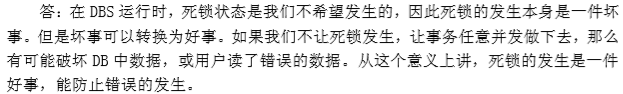 答：在 DBS 运行时，死锁状态是我们不希望发生的，因此死锁的发生本身是一件坏
事。但是坏事可以转换为好事。如果我们不让死锁发生，让事务任意并发做下去，那么
有可能破坏 DB 中数据，或用户读了错误的数据。从这个意义上讲，死锁的发生是一件
好事，能防止错误的发生。